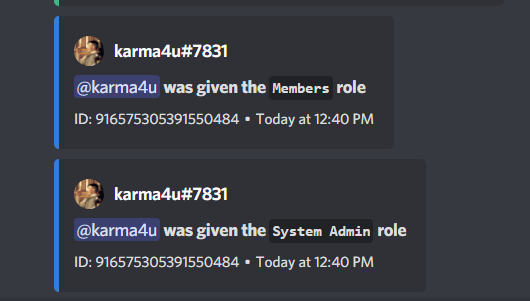 karma4u#7831
@karma4u was given the Members role
ID: 916575305391550484 • Today at 12:40 PM
karma4u#7831
@karma4u was given the System Admin role
ID: 916575305391550484 • Today at 12:40 PM